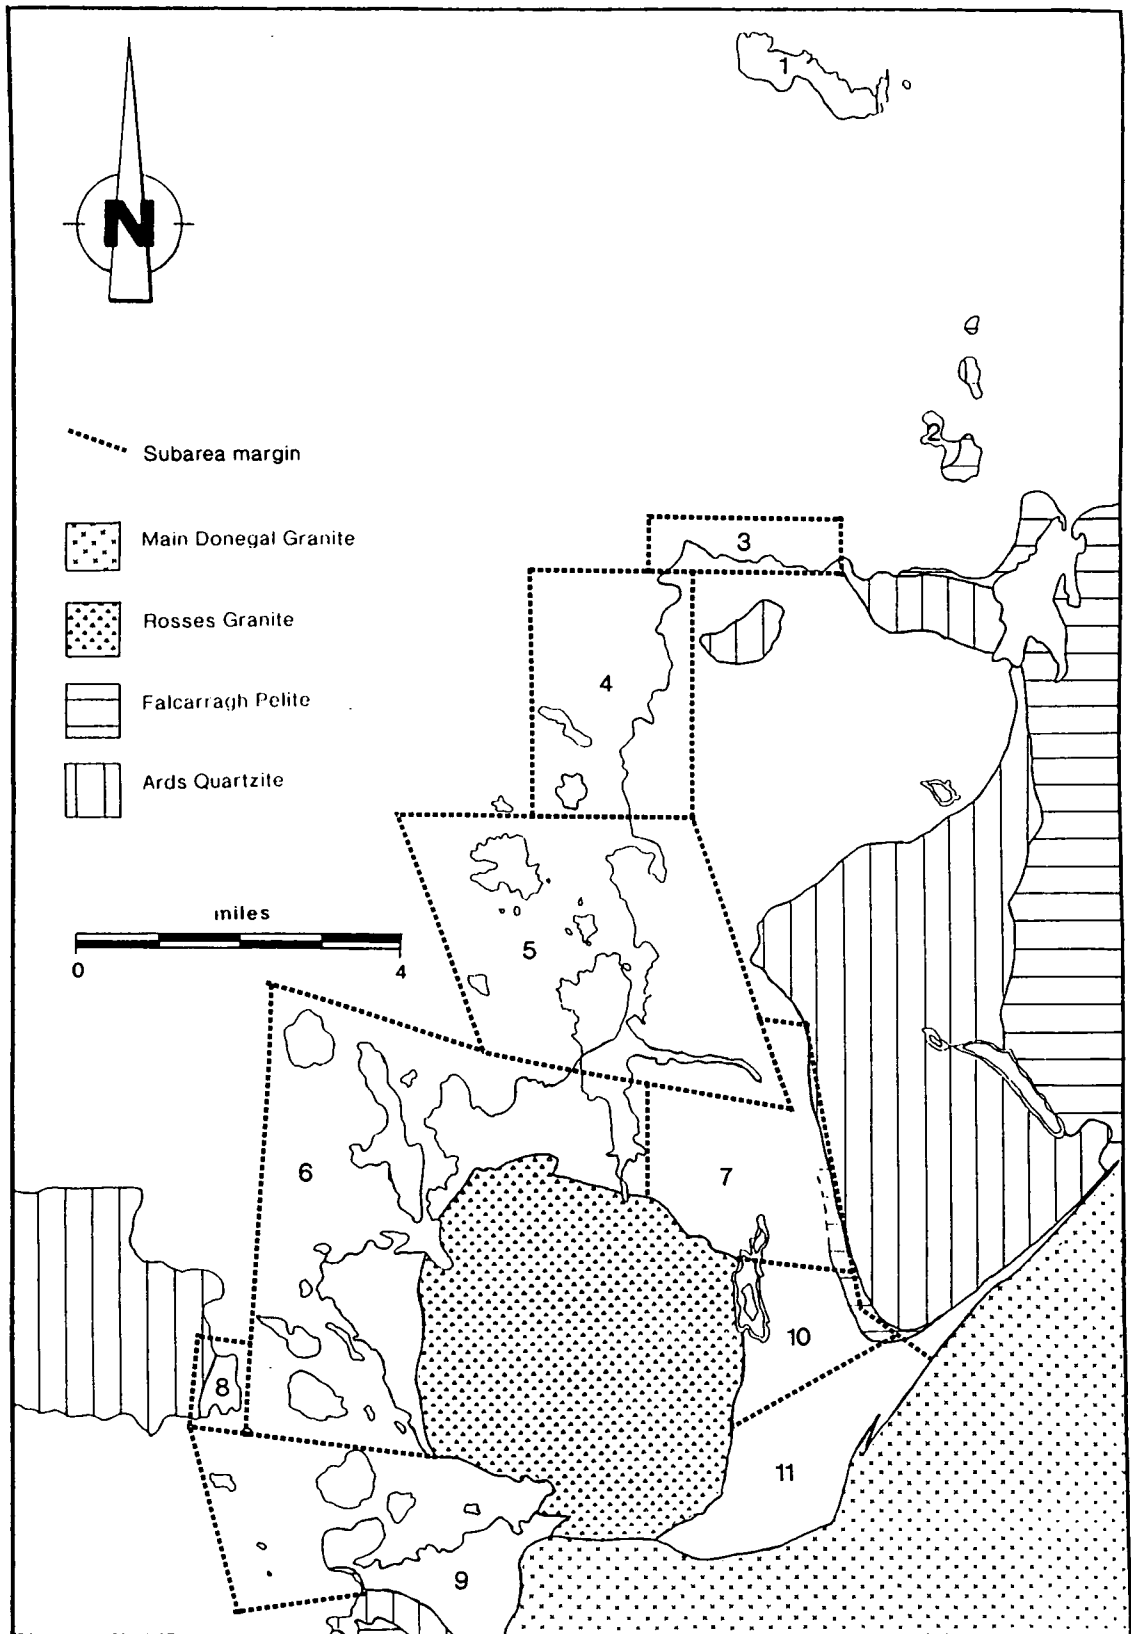 1
N
2
Subarea margin
3
Main Donegal Granite
Rosses Granite
4
Falcarragh Pelite
Ards Quartzite
miles
0 4
5
6
7
10
8
11
9